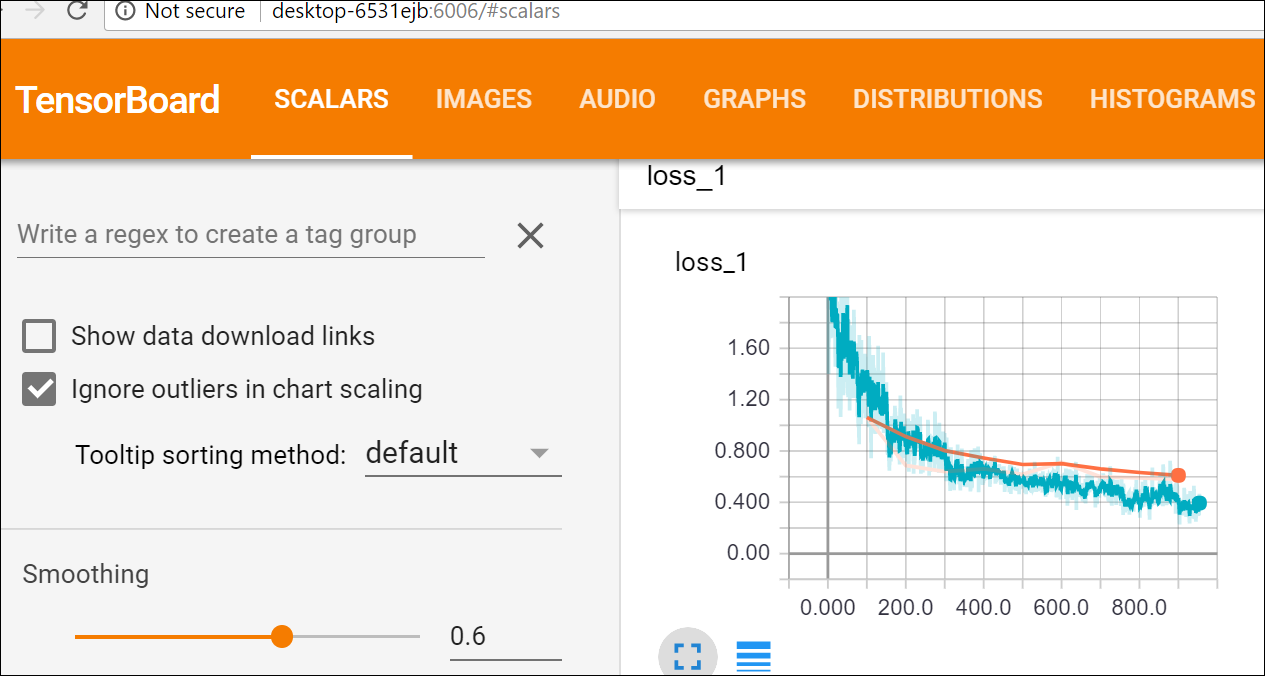 Not secure desktop-6531ejb:6006/#scalars
TensorBoard SCALARS IMAGES AUDIO GRAPHS DISTRIBUTIONS HISTOGRAMS
loss_1
Write a regex to create a tag group
loss_1
Show data download links
Ignore outliers in chart scaling
Tooltip sorting method: default
Smoothing
0.6
1.60
1.20
0.800
0.400
0.00
0.000 200.0 400.0 600.0 800.0